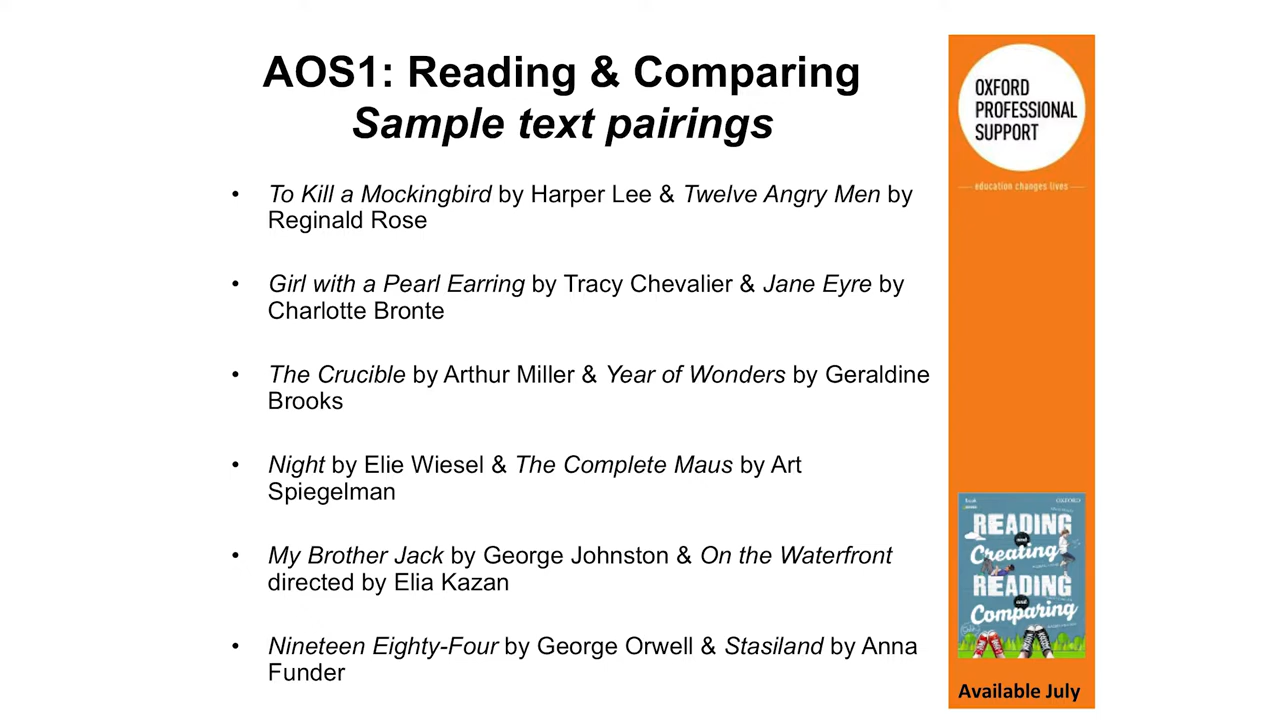 AOS1: Reading & Comparing
Sample text pairings
• To Kill a Mockingbird by Harper Lee & Twelve Angry Men by
Reginald Rose
• Girl with a Pearl Earring by Tracy Chevalier & Jane Eyre by
Charlotte Bronte
• The Crucible by Arthur Miller & Year of Wonders by Geraldine
Brooks
• Night by Elie Wiesel & The Complete Maus by Art
Spiegelman
• My Brother Jack by George Johnston & On the Waterfront
directed by Elia Kazan
• Nineteen Eighty-Four by George Orwell & Stasiland by Anna
Funder
OXFORD
PROFESSIONAL
SUPPORT
education changes lives
OXFORD
READING
and
Creating
READING
and
Comparing
Available July